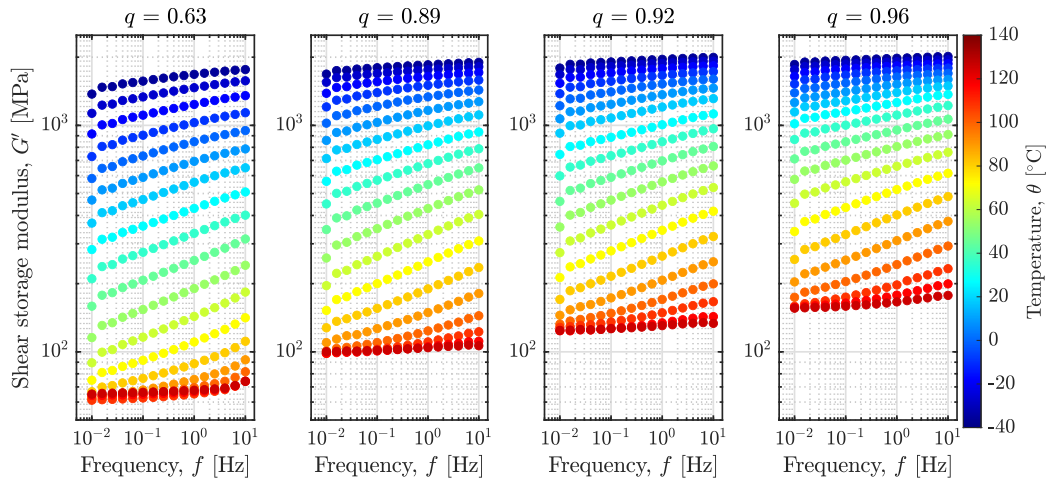 q = 0.63
q = 0.89
q = 0.92
q = 0.96
Shear storage modulus, G′ [MPa]
10³
10²
10³
10²
10³
10²
10³
10²
10⁻² 10⁻¹ 10⁰ 10¹
10⁻² 10⁻¹ 10⁰ 10¹
10⁻² 10⁻¹ 10⁰ 10¹
10⁻² 10⁻¹ 10⁰ 10¹
Frequency, f [Hz]
Frequency, f [Hz]
Frequency, f [Hz]
Frequency, f [Hz]
140
120
100
80
60
40
20
0
-20
-40
Temperature, θ [°C]